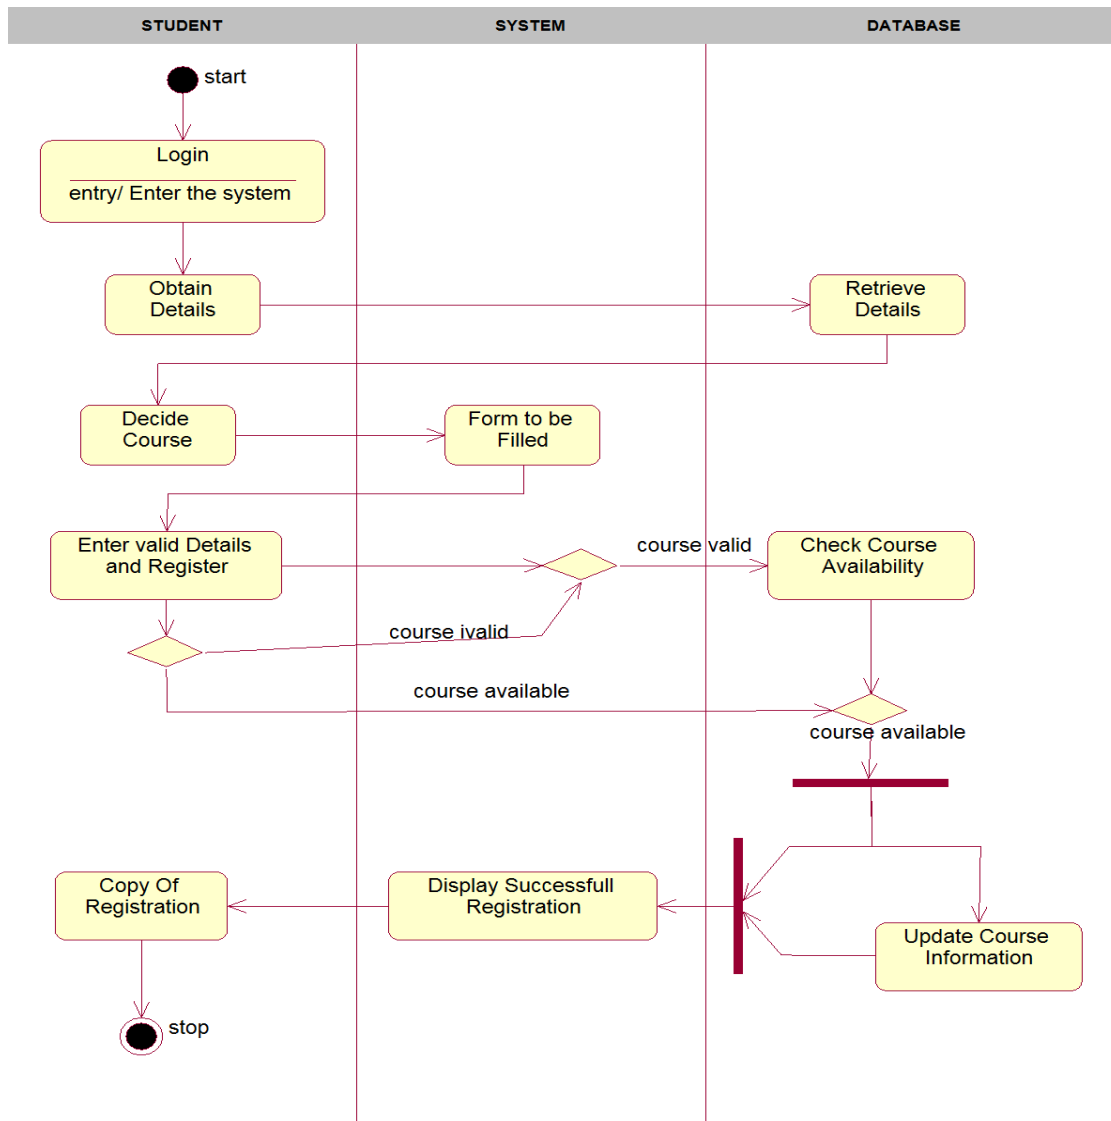 STUDENT
SYSTEM
DATABASE
start
Login
entry/ Enter the system
Obtain
Details
Retrieve
Details
Decide
Course
Form to be
Filled
Enter valid Details
and Register
course valid
Check Course
Availability
course ivalid
course available
course available
Copy Of
Registration
Display Successfull
Registration
Update Course
Information
stop